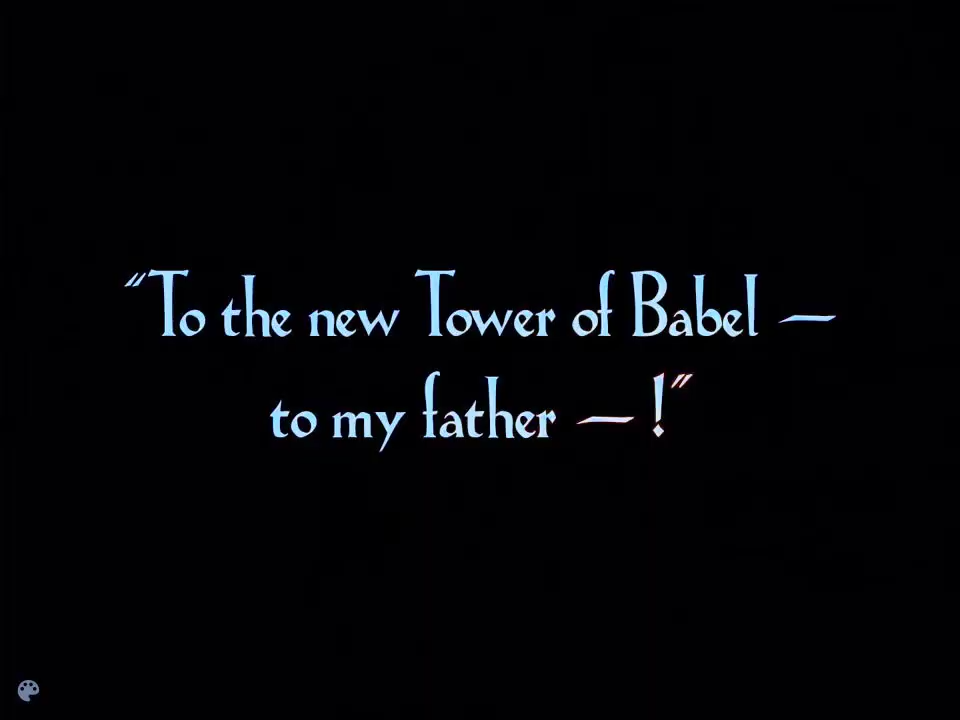 "To the new Tower of Babel —
to my father — !"